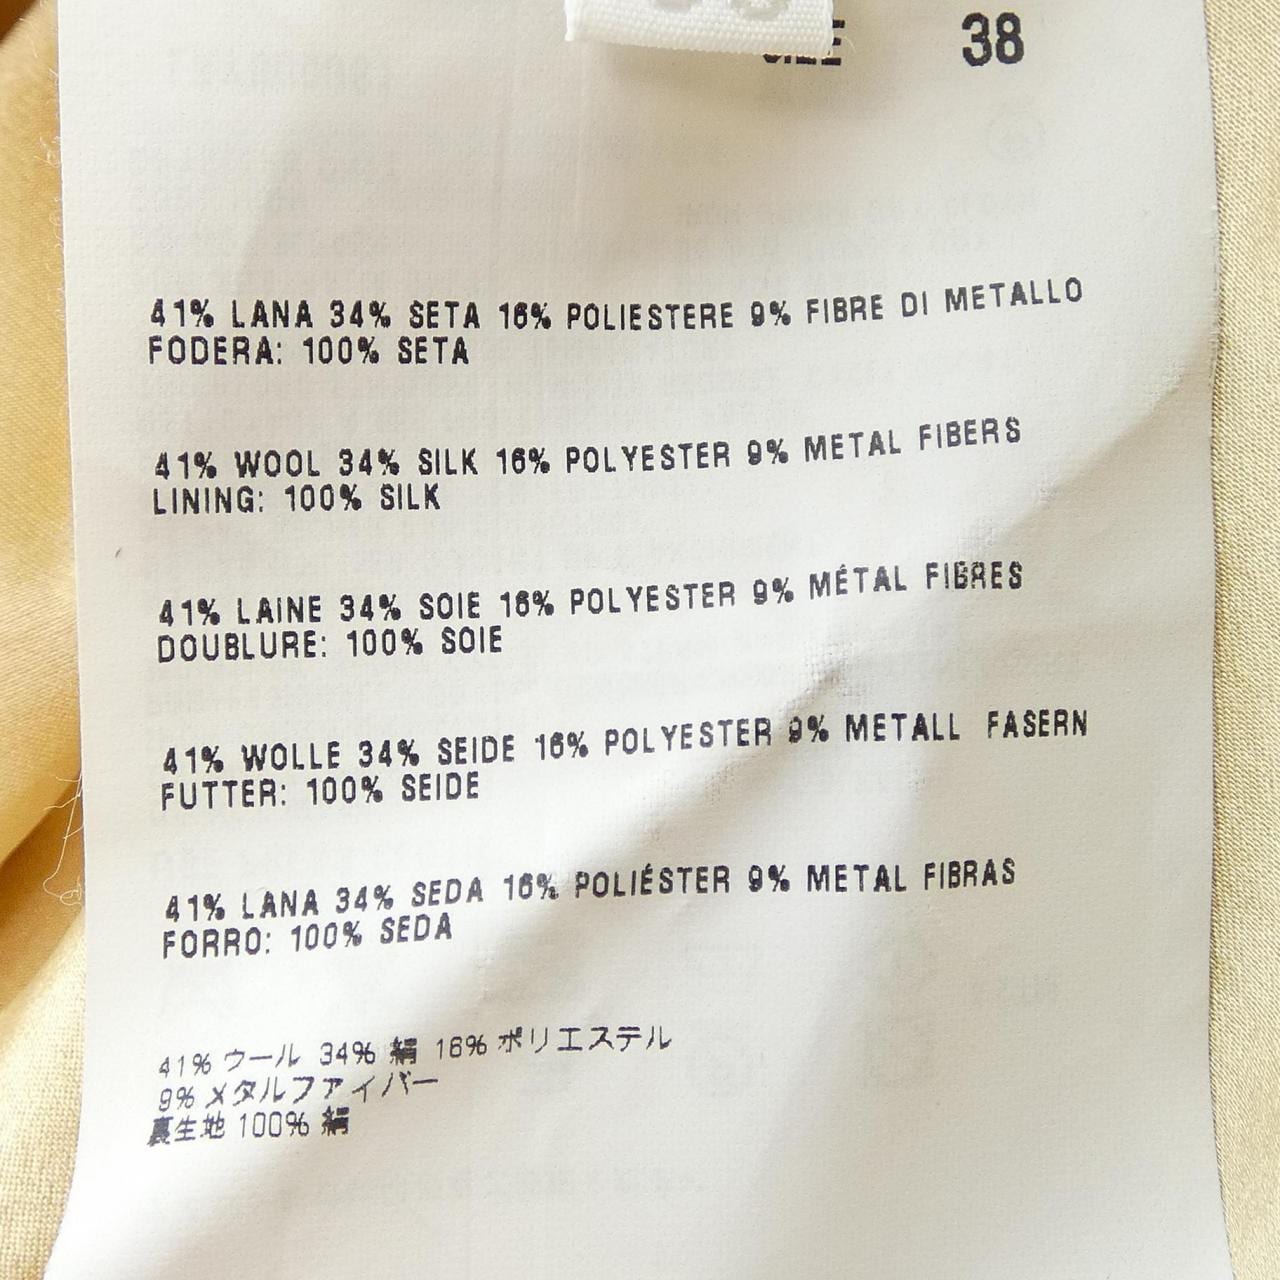 SIZE 38
41% LANA 34% SETA 16% POLIESTERE 9% FIBRE DI METALLO
FODERA: 100% SETA
41% WOOL 34% SILK 16% POLYESTER 9% METAL FIBERS
LINING: 100% SILK
41% LAINE 34% SOIE 16% POLYESTER 9% MÉTAL FIBRES
DOUBLURE: 100% SOIE
41% WOLLE 34% SEIDE 16% POLYESTER 9% METALL FASERN
FUTTER: 100% SEIDE
41% LANA 34% SEDA 16% POLIÉSTER 9% METAL FIBRAS
FORRO: 100% SEDA
41% ウール 34% 絹 16% ポリエステル
9% メタルファイバー
裏生地 100% 絹